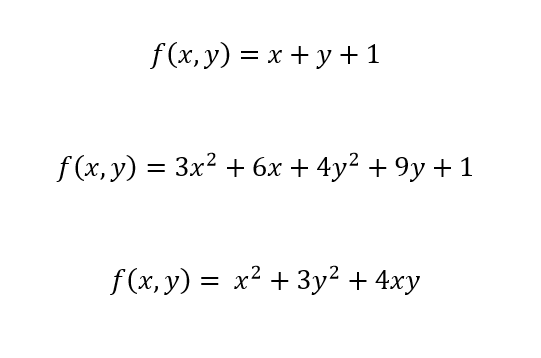 f(x, y) = x + y + 1
f(x, y) = 3x² + 6x + 4y² + 9y + 1
f(x, y) = x² + 3y² + 4xy